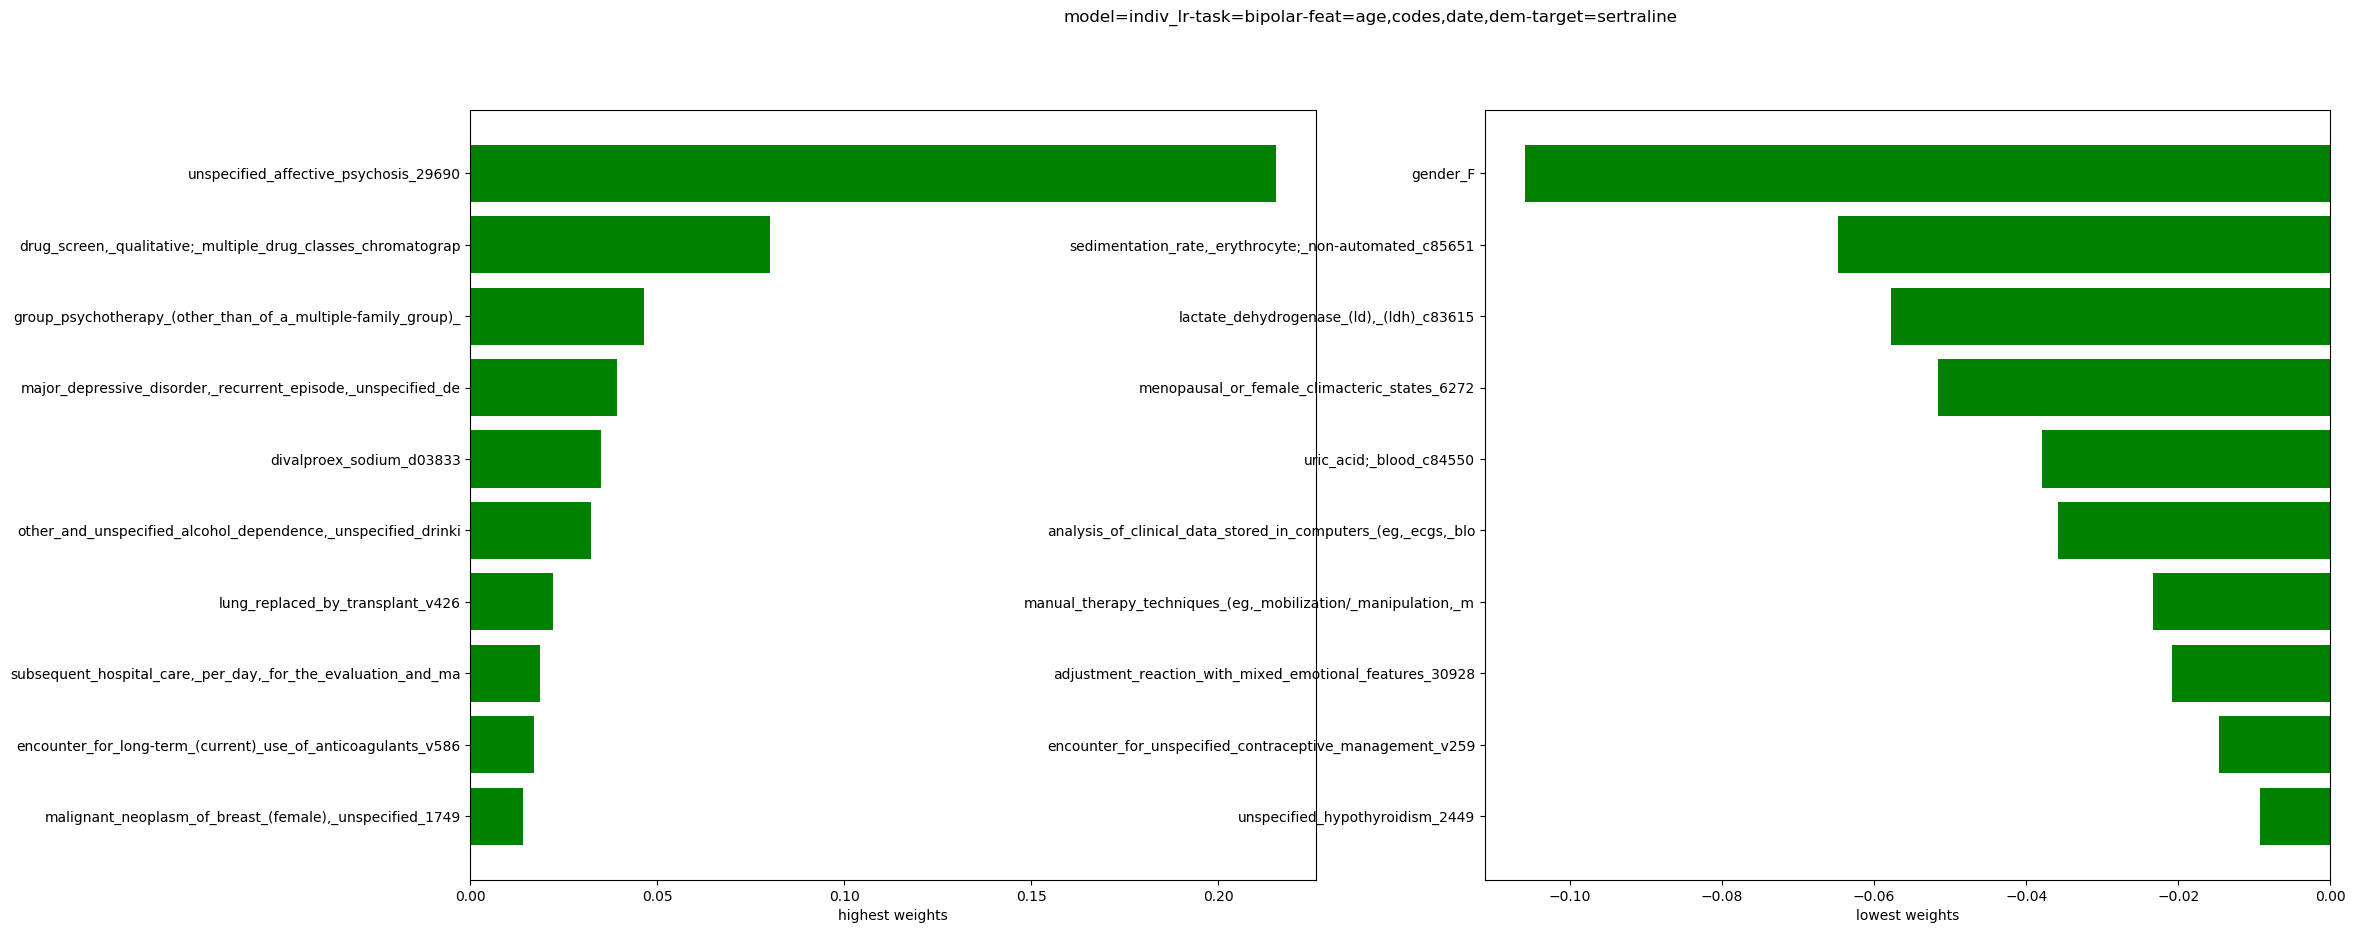 model=indiv_lr-task=bipolar-feat=age,codes,date,dem-target=sertraline
unspecified_affective_psychosis_29690
drug_screen,_qualitative;_multiple_drug_classes_chromatograp
group_psychotherapy_(other_than_of_a_multiple-family_group)_
major_depressive_disorder,_recurrent_episode,_unspecified_de
divalproex_sodium_d03833
other_and_unspecified_alcohol_dependence,_unspecified_drinki
lung_replaced_by_transplant_v426
subsequent_hospital_care,_per_day,_for_the_evaluation_and_ma
encounter_for_long-term_(current)_use_of_anticoagulants_v586
malignant_neoplasm_of_breast_(female),_unspecified_1749
0.00 0.05 0.10 0.15 0.20
highest weights
gender_F
sedimentation_rate,_erythrocyte;_non-automated_c85651
lactate_dehydrogenase_(ld),_(ldh)_c83615
menopausal_or_female_climacteric_states_6272
uric_acid;_blood_c84550
analysis_of_clinical_data_stored_in_computers_(eg,_ecgs,_blo
manual_therapy_techniques_(eg,_mobilization/_manipulation,_m
adjustment_reaction_with_mixed_emotional_features_30928
encounter_for_unspecified_contraceptive_management_v259
unspecified_hypothyroidism_2449
−0.10 −0.08 −0.06 −0.04 −0.02 0.00
lowest weights